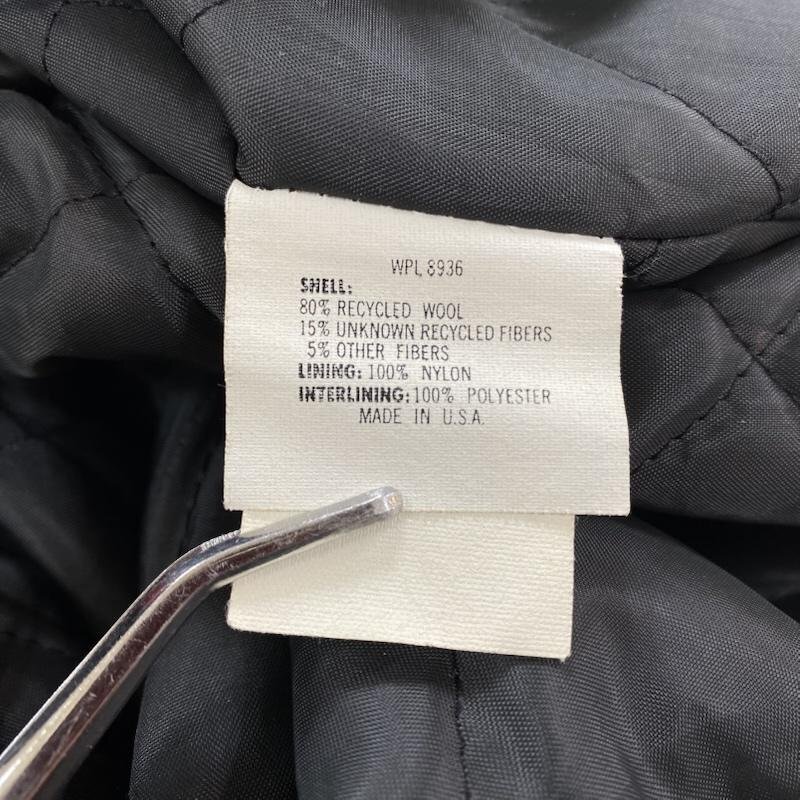 WPL 8936
SHELL:
80% RECYCLED WOOL
15% UNKNOWN RECYCLED FIBERS
5% OTHER FIBERS
LINING: 100% NYLON
INTERLINING: 100% POLYESTER
MADE IN U.S.A.